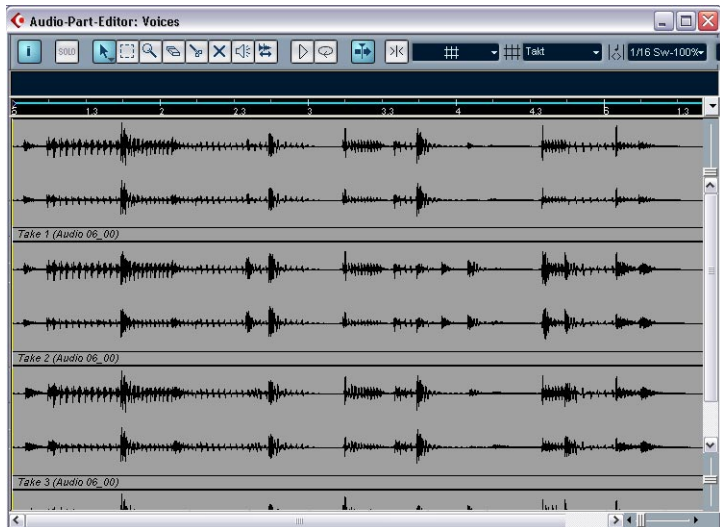 Audio-Part-Editor: Voices
i SOLO Takt 1/16 Sw-100%
1.3 2 2.3 3 3.3 4 4.3 5 1.3
Take 1 (Audio 06_00)
Take 2 (Audio 06_00)
Take 3 (Audio 06_00)